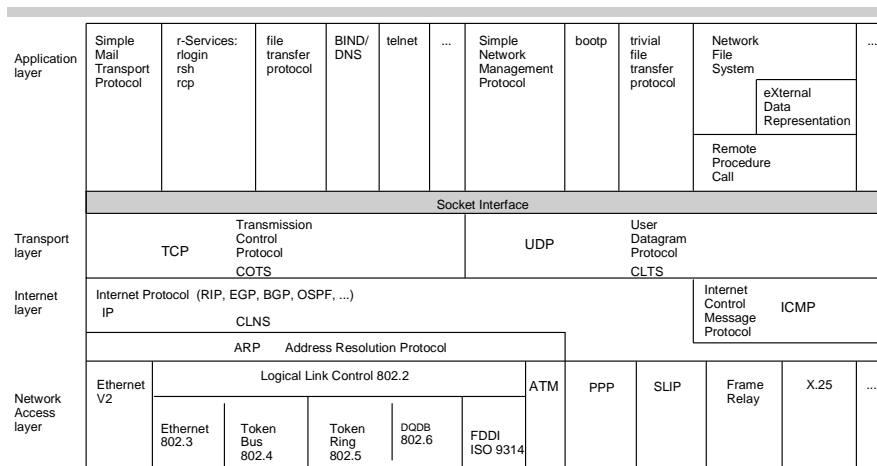 Application
layer
Simple
Mail
Transport
Protocol
r-Services:
rlogin
rsh
rcp
file
transfer
protocol
BIND/
DNS
telnet
...
Simple
Network
Management
Protocol
bootp
trivial
file
transfer
protocol
Network
File
System
eXternal
Data
Representation
Remote
Procedure
Call
...
Socket Interface
Transport
layer
TCP
Transmission
Control
Protocol
COTS
UDP
User
Datagram
Protocol
CLTS
Internet
layer
Internet Protocol (RIP, EGP, BGP, OSPF, ...)
IP
CLNS
Internet
Control
Message
Protocol
ICMP
ARP Address Resolution Protocol
Network
Access
layer
Ethernet
V2
Logical Link Control 802.2
Ethernet
802.3
Token
Bus
802.4
Token
Ring
802.5
DQDB
802.6
FDDI
ISO 9314
ATM
PPP
SLIP
Frame
Relay
X.25
...